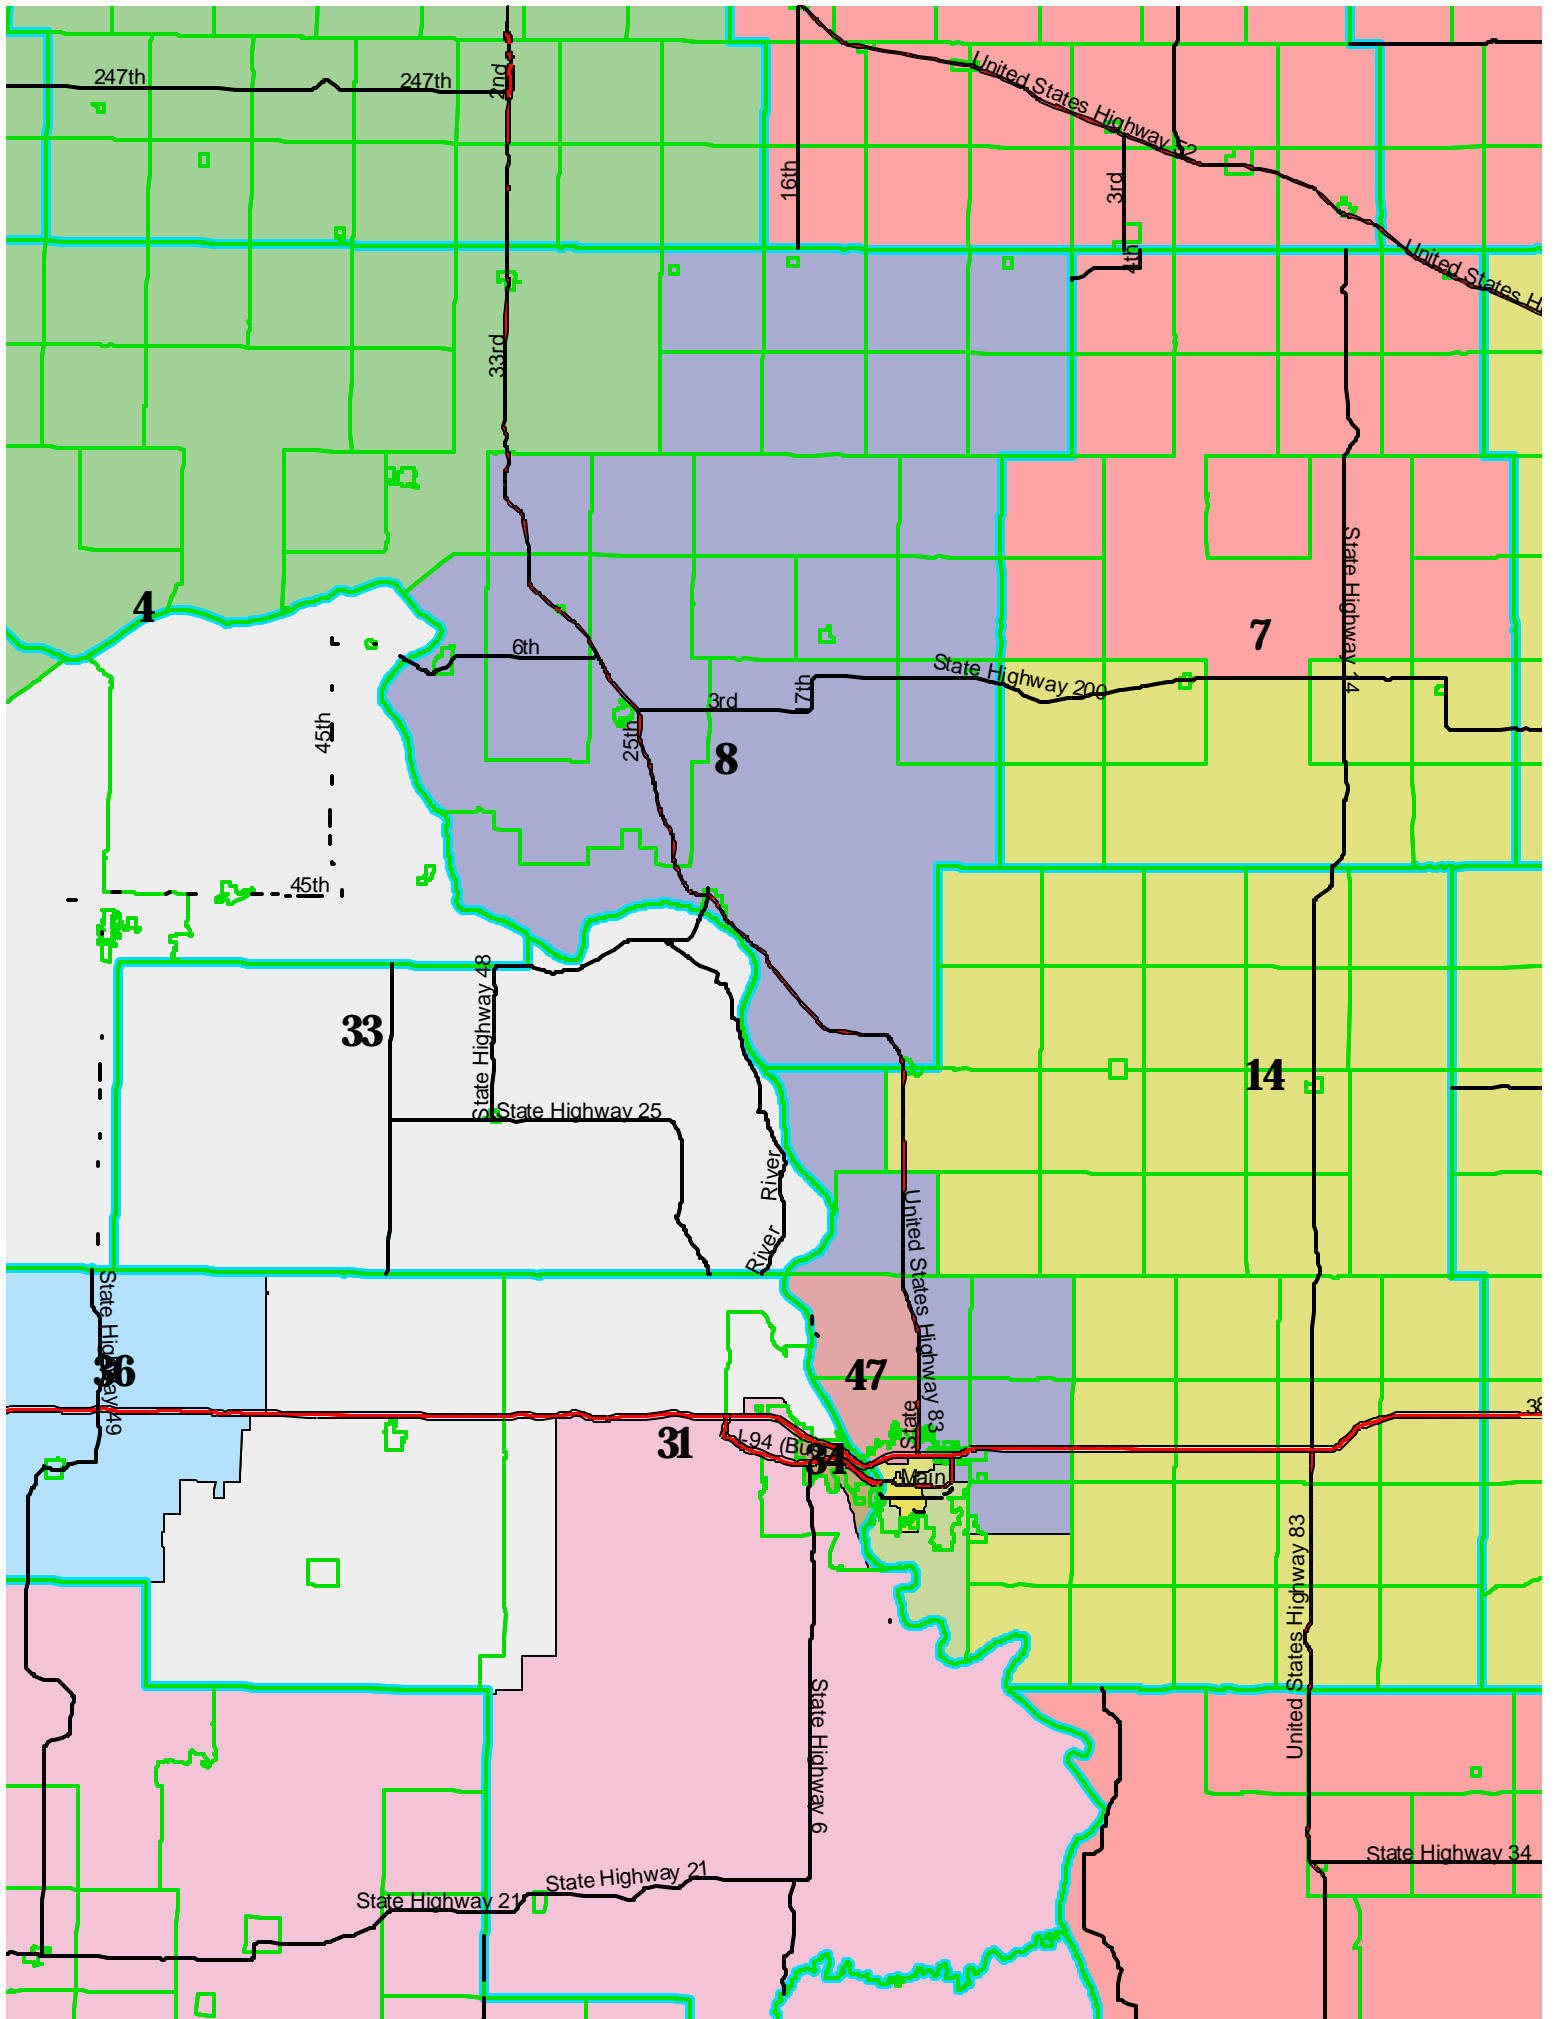 United States Highway 52
247th
247th
2nd
16th
3rd
4th
United States H
33rd
State Highway 14
4
7
6th
State Highway 200
7th
3rd
25th
45th
8
45th
State Highway 48
33
14
State Highway 25
River
River
United States Highway 83
State Highway 49
36
47
38
State
31
I-94 (Bus
34
Main
United States Highway 83
State Highway 6
State Highway 34
State Highway 21
State Highway 21